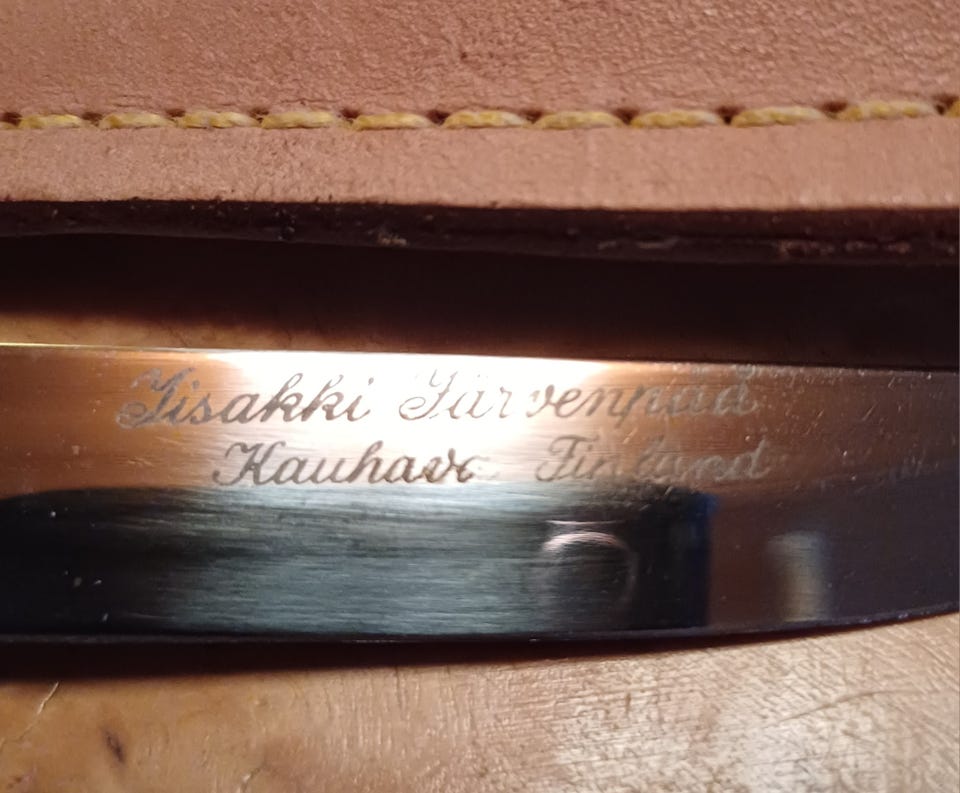 Iisakki Järvenpää
Kauhava Finland